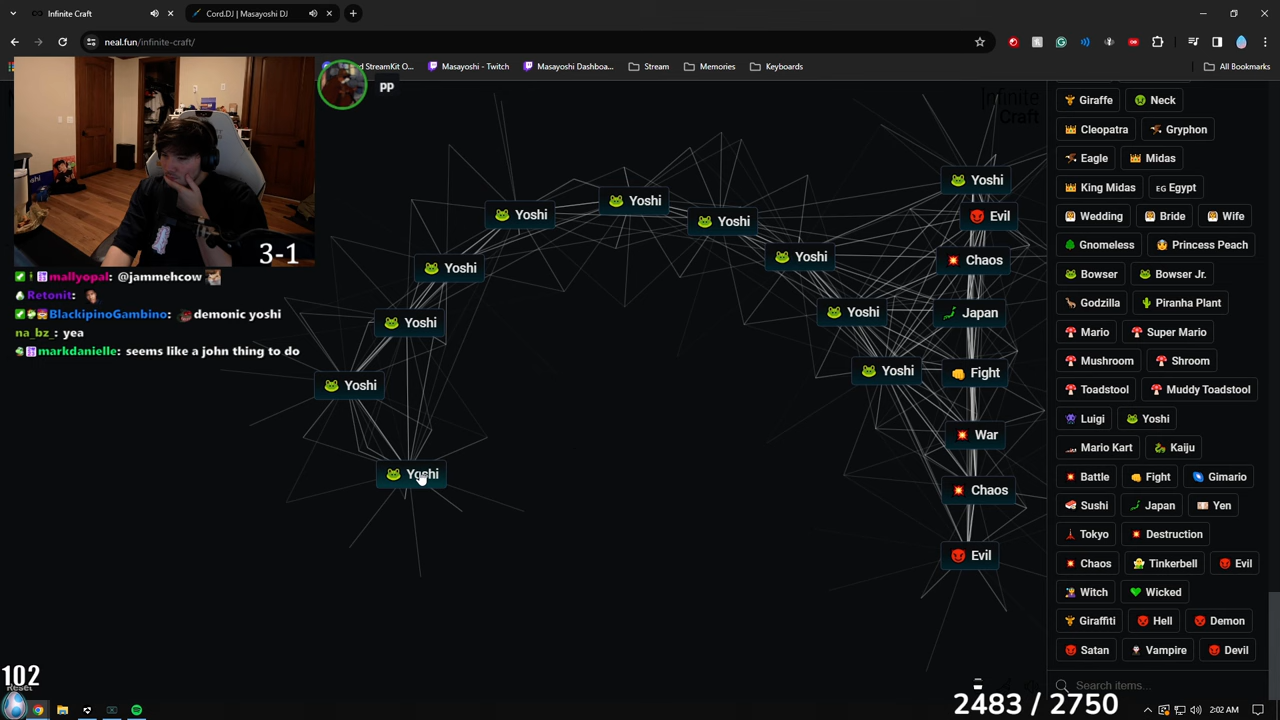 Infinite Craft
Cord.DJ | Masayoshi DJ
neal.fun/infinite-craft/
d StreamKit O...
Masayoshi - Twitch
Masayoshi Dashboa...
Stream
Memories
Keyboards
All Bookmarks
pp
Infinite
Craft
3-1
mallyopal: @jammehcow
Retonit:
BlackipinoGambino: demonic yoshi
na_bz_: yea
markdanielle: seems like a john thing to do
Yoshi
Yoshi
Yoshi
Yoshi
Yoshi
Yoshi
Yoshi
Yoshi
Yoshi
Yoshi
Yoshi
Yoshi
Evil
Chaos
Japan
Fight
War
Chaos
Evil
Giraffe Neck
Cleopatra Gryphon
Eagle Midas
King Midas EG Egypt
Wedding Bride Wife
Gnomeless Princess Peach
Bowser Bowser Jr.
Godzilla Piranha Plant
Mario Super Mario
Mushroom Shroom
Toadstool Muddy Toadstool
Luigi Yoshi
Mario Kart Kaiju
Battle Fight Gimario
Sushi Japan Yen
Tokyo Destruction
Chaos Tinkerbell Evil
Witch Wicked
Giraffiti Hell Demon
Satan Vampire Devil
Search items...
102
Reset
2483 / 2750
2:02 AM